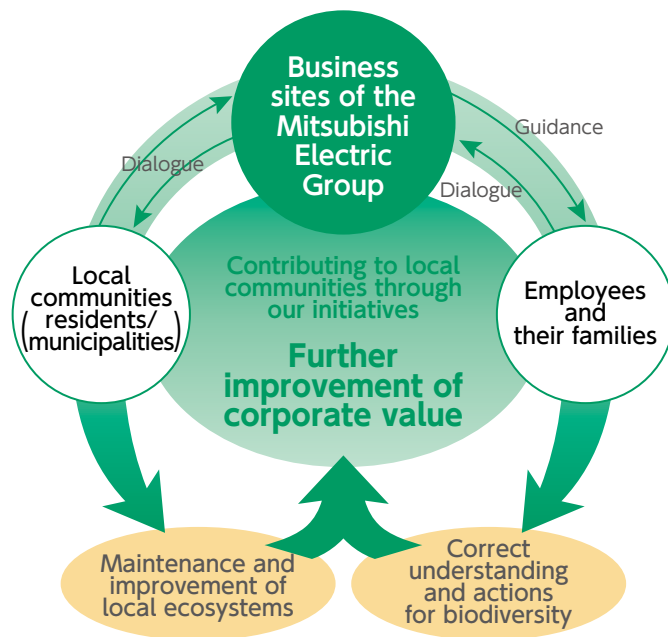 Business
sites of the
Mitsubishi
Electric
Group
Dialogue
Guidance
Dialogue
Local
communities
(residents/
municipalities)
Contributing to local
communities through
our initiatives
Further
improvement of
corporate value
Employees
and
their families
Maintenance and
improvement of
local ecosystems
Correct
understanding
and actions
for biodiversity